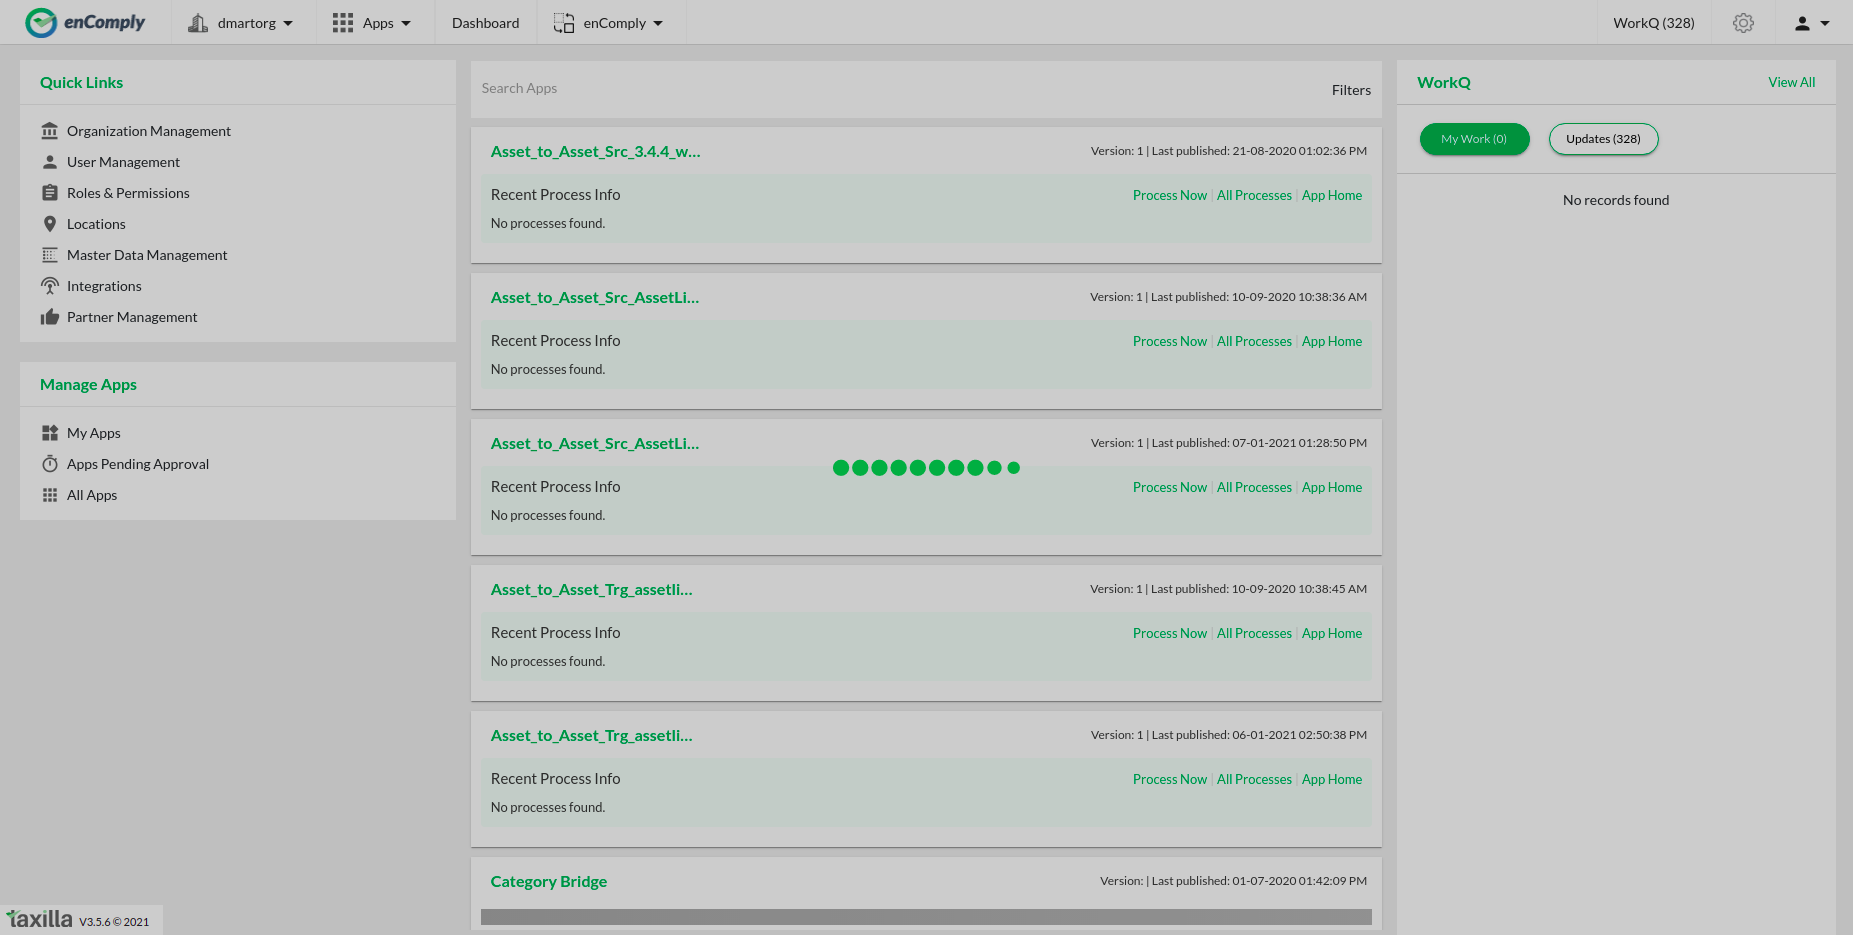 enComply
dmartorg
Apps
Dashboard
enComply
WorkQ (328)
Quick Links
Organization Management
User Management
Roles & Permissions
Locations
Master Data Management
Integrations
Partner Management
Manage Apps
My Apps
Apps Pending Approval
All Apps
Search Apps
Filters
Asset_to_Asset_Src_3.4.4_w...
Version: 1 | Last published: 21-08-2020 01:02:36 PM
Recent Process Info
Process Now | All Processes | App Home
No processes found.
Asset_to_Asset_Src_AssetLi...
Version: 1 | Last published: 10-09-2020 10:38:36 AM
Recent Process Info
Process Now | All Processes | App Home
No processes found.
Asset_to_Asset_Src_AssetLi...
Version: 1 | Last published: 07-01-2021 01:28:50 PM
Recent Process Info
Process Now | All Processes | App Home
No processes found.
Asset_to_Asset_Trg_assetli...
Version: 1 | Last published: 10-09-2020 10:38:45 AM
Recent Process Info
Process Now | All Processes | App Home
No processes found.
Asset_to_Asset_Trg_assetli...
Version: 1 | Last published: 06-01-2021 02:50:38 PM
Recent Process Info
Process Now | All Processes | App Home
No processes found.
Category Bridge
Version: | Last published: 01-07-2020 01:42:09 PM
WorkQ
View All
My Work (0)
Updates (328)
No records found
taxilla V3.5.6 © 2021